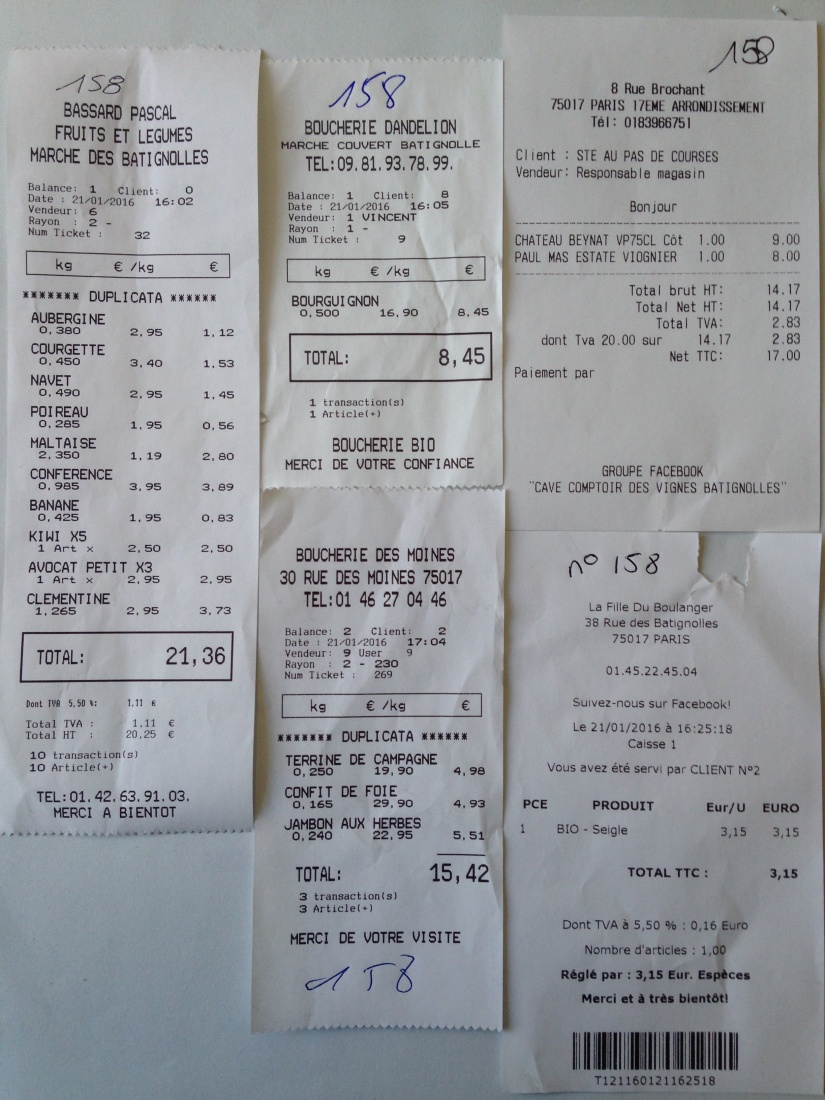 158
BASSARD PASCAL
FRUITS ET LEGUMES
MARCHE DES BATIGNOLLES
Balance: 1 Client: 0
Date : 21/01/2016 16:02
Vendeur: 6
Rayon : 2 -
Num Ticket : 32
kg € /kg €
******* DUPLICATA ******
AUBERGINE
0,380 2,95 1,12
COURGETTE
0,450 3,40 1,53
NAVET
0,490 2,95 1,45
POIREAU
0,285 1,95 0,56
MALTAISE
2,350 1,19 2,80
CONFERENCE
0,985 3,95 3,89
BANANE
0,425 1,95 0,83
KIWI X5
1 Art x 2,50 2,50
AVOCAT PETIT X3
1 Art x 2,95 2,95
CLEMENTINE
1,265 2,95 3,73
TOTAL: 21,36
Dont TVA 5,50 %: 1.11 €
Total TVA : 1.11 €
Total HT : 20,25 €
10 transaction(s)
10 Article(+)
TEL:01.42.63.91.03.
MERCI A BIENTOT
158
BOUCHERIE DANDELION
MARCHE COUVERT BATIGNOLLE
TEL:09.81.93.78.99.
Balance: 1 Client: 8
Date : 21/01/2016 16:05
Vendeur: 1 VINCENT
Rayon : 1 -
Num Ticket : 9
kg € /kg €
BOURGUIGNON
0,500 16,90 8,45
TOTAL: 8,45
1 transaction(s)
1 Article(+)
BOUCHERIE BIO
MERCI DE VOTRE CONFIANCE
BOUCHERIE DES MOINES
30 RUE DES MOINES 75017
TEL:01 46 27 04 46
Balance: 2 Client: 2
Date : 21/01/2016 17:04
Vendeur: 9 User 9
Rayon : 2 - 230
Num Ticket : 269
kg € /kg €
******* DUPLICATA ******
TERRINE DE CAMPAGNE
0,250 19,90 4,98
CONFIT DE FOIE
0,165 29,90 4,93
JAMBON AUX HERBES
0,240 22,95 5,51
TOTAL: 15,42
3 transaction(s)
3 Article(+)
MERCI DE VOTRE VISITE
158
158
8 Rue Brochant
75017 PARIS 17EME ARRONDISSEMENT
Tél: 0183966751
Client : STE AU PAS DE COURSES
Vendeur: Responsable magasin
Bonjour
CHATEAU BEYNAT VP75CL Côt 1.00 9.00
PAUL MAS ESTATE VIOGNIER 1.00 8.00
Total brut HT: 14.17
Total Net HT: 14.17
Total TVA: 2.83
dont Tva 20.00 sur 14.17 2.83
Net TTC: 17.00
Paiement par
GROUPE FACEBOOK
"CAVE COMPTOIR DES VIGNES BATIGNOLLES"
n° 158
La Fille Du Boulanger
38 Rue des Batignolles
75017 PARIS
01.45.22.45.04
Suivez-nous sur Facebook!
Le 21/01/2016 à 16:25:18
Caisse 1
Vous avez été servi par CLIENT N°2
PCE PRODUIT Eur/U EURO
1 BIO - Seigle 3,15 3,15
TOTAL TTC : 3,15
Dont TVA à 5,50 % : 0,16 Euro
Nombre d'articles : 1,00
Réglé par : 3,15 Eur. Espèces
Merci et à très bientôt!
T121160121162518